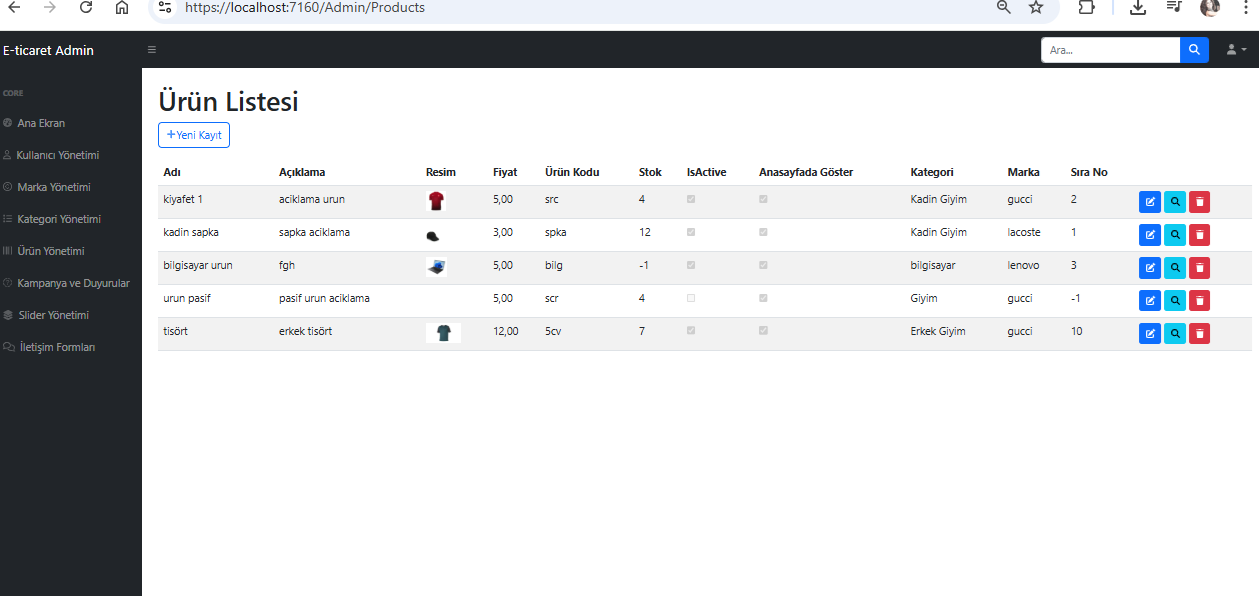 https://localhost:7160/Admin/Products
E-ticaret Admin
Ara...
CORE
Ana Ekran
Kullanıcı Yönetimi
Marka Yönetimi
Kategori Yönetimi
Ürün Yönetimi
Kampanya ve Duyurular
Slider Yönetimi
İletişim Formları
Ürün Listesi
+Yeni Kayıt
Adı Açıklama Resim Fiyat Ürün Kodu Stok IsActive Anasayfada Göster Kategori Marka Sıra No
kiyafet 1 aciklama urun 5,00 src 4 Kadin Giyim gucci 2
kadin sapka sapka aciklama 3,00 spka 12 Kadin Giyim lacoste 1
bilgisayar urun fgh 5,00 bilg -1 bilgisayar lenovo 3
urun pasif pasif urun aciklama 5,00 scr 4 Giyim gucci -1
tisört erkek tisört 12,00 5cv 7 Erkek Giyim gucci 10